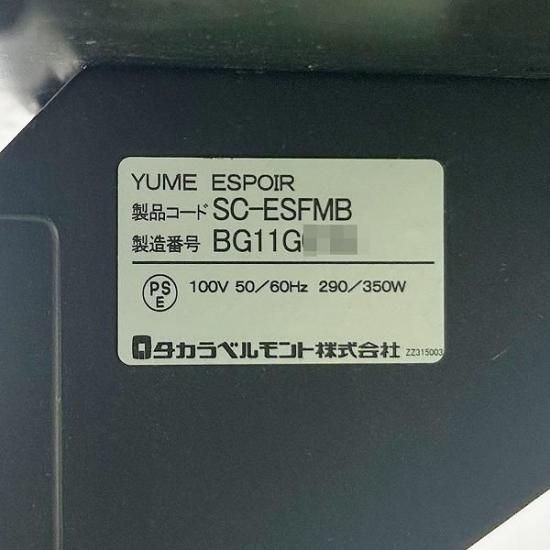 YUME ESPOIR
製品コード SC-ESFMB
製造番号 BG11G
PSE 100V 50/60Hz 290/350W
タカラベルモント株式会社 ZZ315003